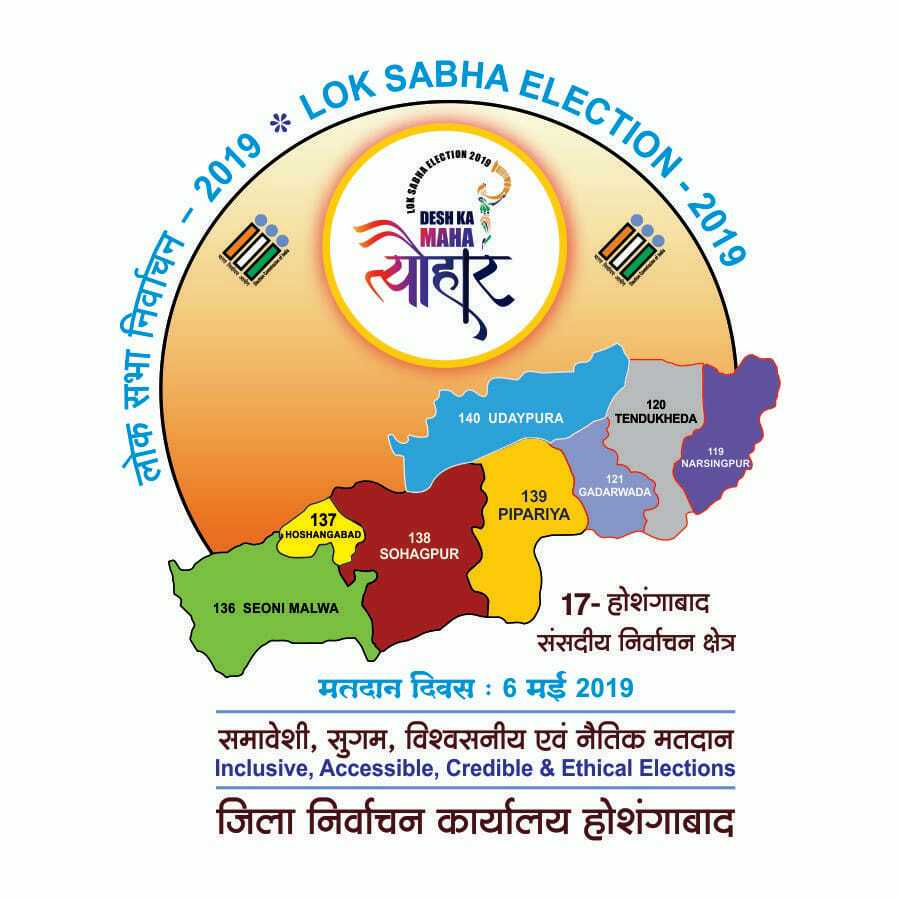 लोक सभा निर्वाचन - 2019 * LOK SABHA ELECTION - 2019
LOK SABHA ELECTION 2019
DESH KA
MAHA
त्यौहार
140 UDAYPURA
120
TENDUKHEDA
119
NARSINGPUR
121
GADARWADA
139
PIPARIYA
137
HOSHANGABAD
138
SOHAGPUR
136 SEONI MALWA
17- होशंगाबाद
संसदीय निर्वाचन क्षेत्र
मतदान दिवस : 6 मई 2019
समावेशी, सुगम, विश्वसनीय एवं नैतिक मतदान
Inclusive, Accessible, Credible & Ethical Elections
जिला निर्वाचन कार्यालय होशंगाबाद